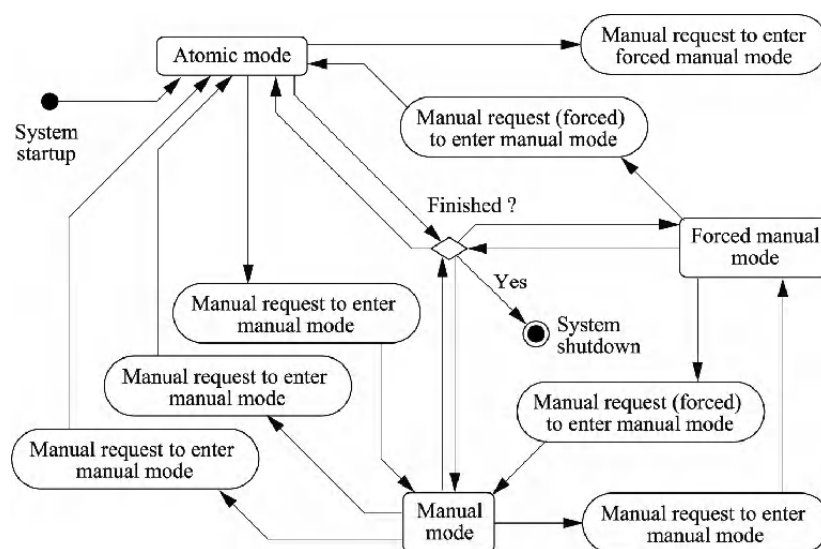 Atomic mode
Manual request to enter
forced manual mode
System
startup
Manual request (forced)
to enter manual mode
Finished ?
Forced manual
mode
Yes
System
shutdown
Manual request to enter
manual mode
Manual request to enter
manual mode
Manual request (forced)
to enter manual mode
Manual request to enter
manual mode
Manual
mode
Manual request to enter
manual mode